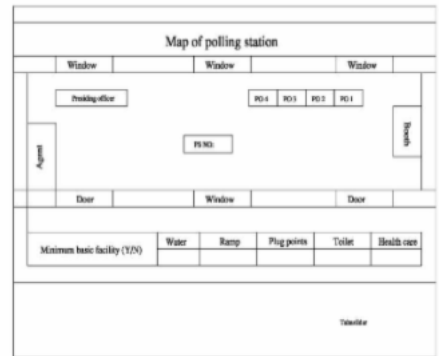 Map of polling station
Window Window Window
Presiding officer PO 4 PO 3 PO 2 PO 1
Booth
Agent
PS NO:
Door Window Door
Minimum basic facility (Y/N) Water Ramp Plug points Toilet Health care
Tahsildar